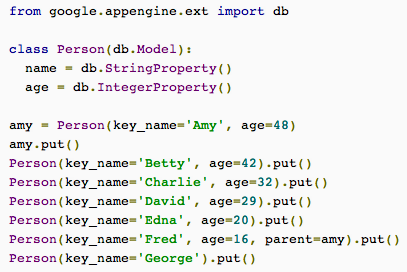 from google.appengine.ext import db
class Person(db.Model):
name = db.StringProperty()
age = db.IntegerProperty()
amy = Person(key_name='Amy', age=48)
amy.put()
Person(key_name='Betty', age=42).put()
Person(key_name='Charlie', age=32).put()
Person(key_name='David', age=29).put()
Person(key_name='Edna', age=20).put()
Person(key_name='Fred', age=16, parent=amy).put()
Person(key_name='George').put()